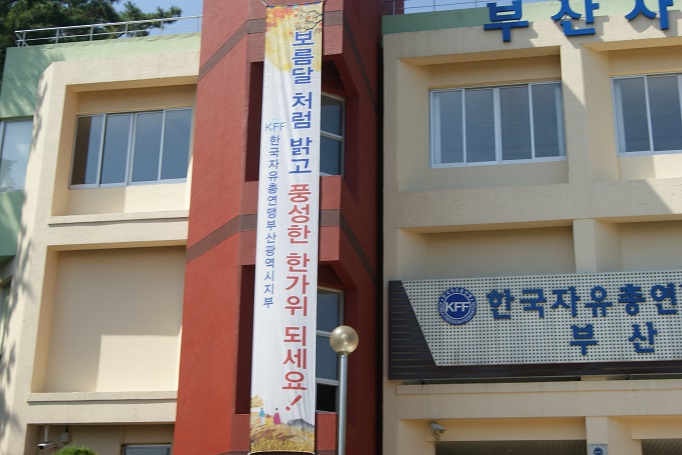 부산사
보름달 처럼 밝고 풍성한 한가위 되세요!
KFF 한국자유총연맹부산광역시지부
KFF 한국자유총연
부산